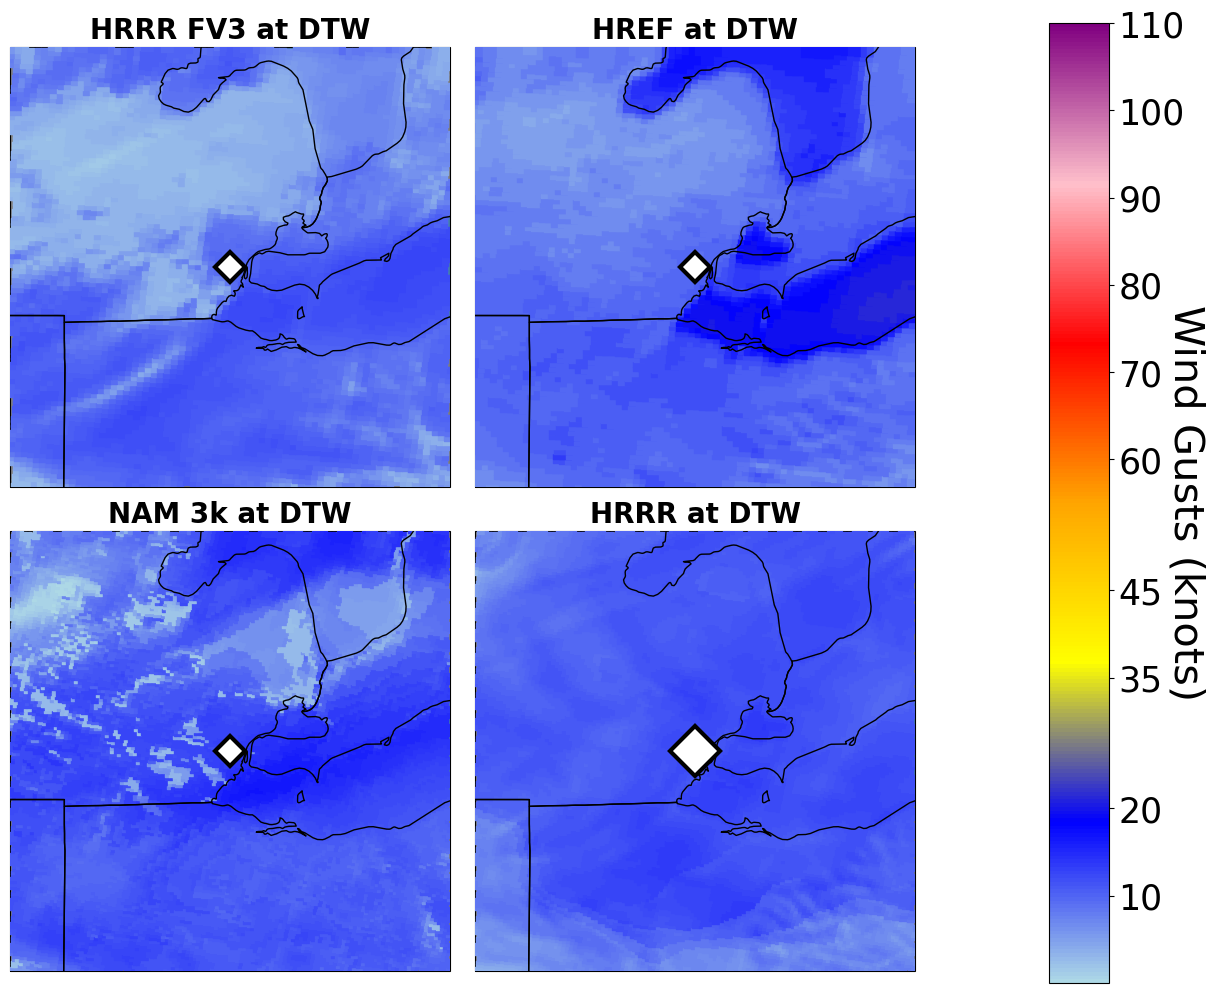 HRRR FV3 at DTW
HREF at DTW
NAM 3k at DTW
HRRR at DTW
110
100
90
80
70
60
45
35
20
10
Wind Gusts (knots)